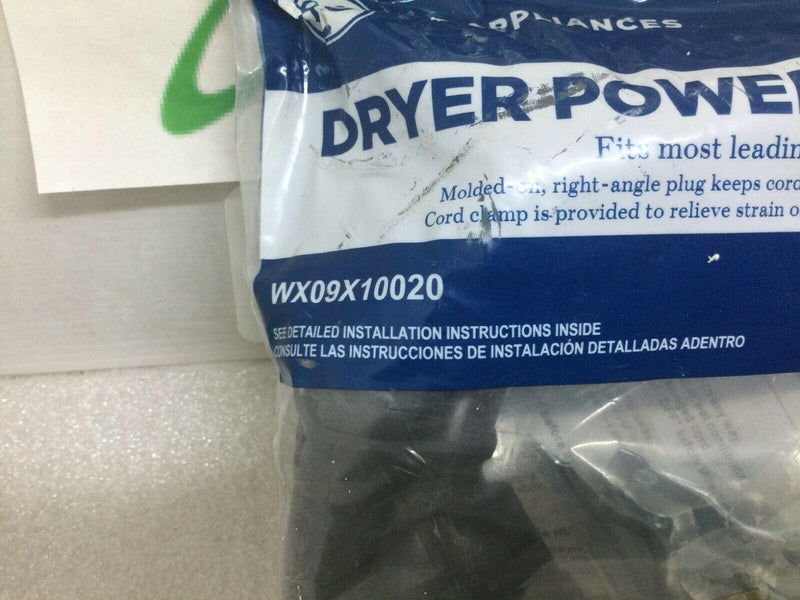 APPLIANCES
DRYER POWE
Fits most leadin
Molded-on, right-angle plug keeps cord
Cord clamp is provided to relieve strain o
WX09X10020
SEE DETAILED INSTALLATION INSTRUCTIONS INSIDE
CONSULTE LAS INSTRUCCIONES DE INSTALACIÓN DETALLADAS ADENTRO